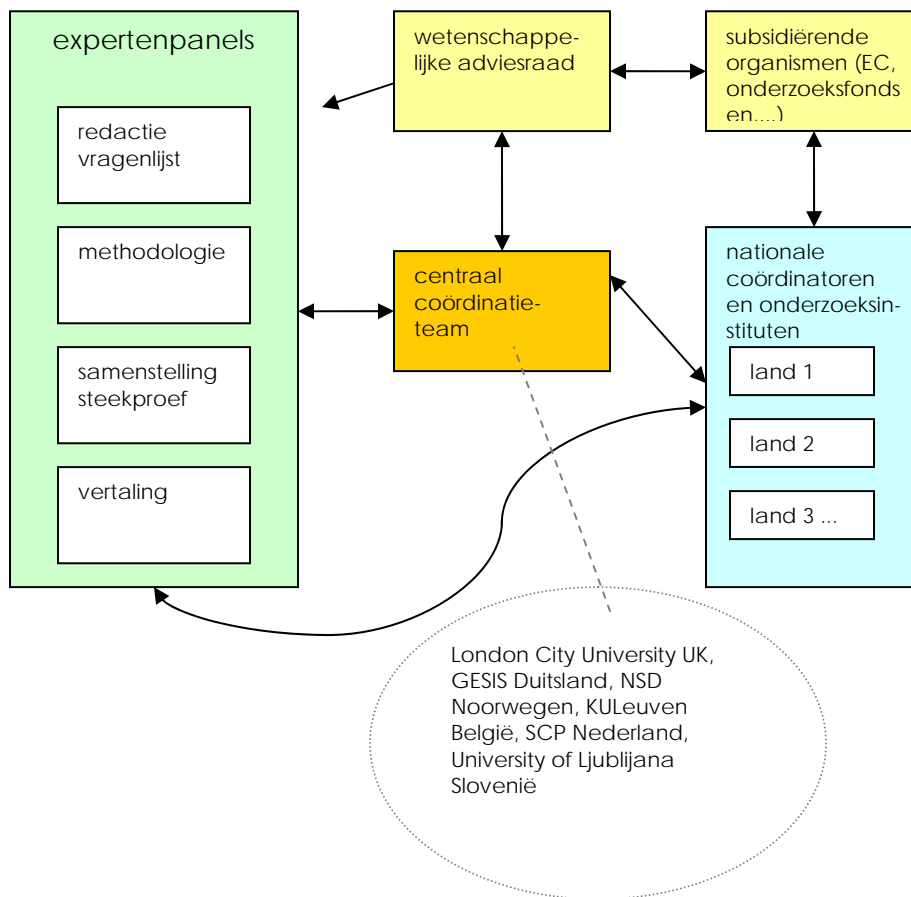 expertenpanels
redactie
vragenlijst
methodologie
samenstelling
steekproef
vertaling
wetenschappe-
lijke adviesraad
subsidiërende
organismen (EC,
onderzoeksfonds
en....)
centraal
coördinatie-
team
nationale
coördinatoren
en onderzoeksin-
stituten
land 1
land 2
land 3 ...
London City University UK,
GESIS Duitsland, NSD
Noorwegen, KULeuven
België, SCP Nederland,
University of Ljublijana
Slovenië